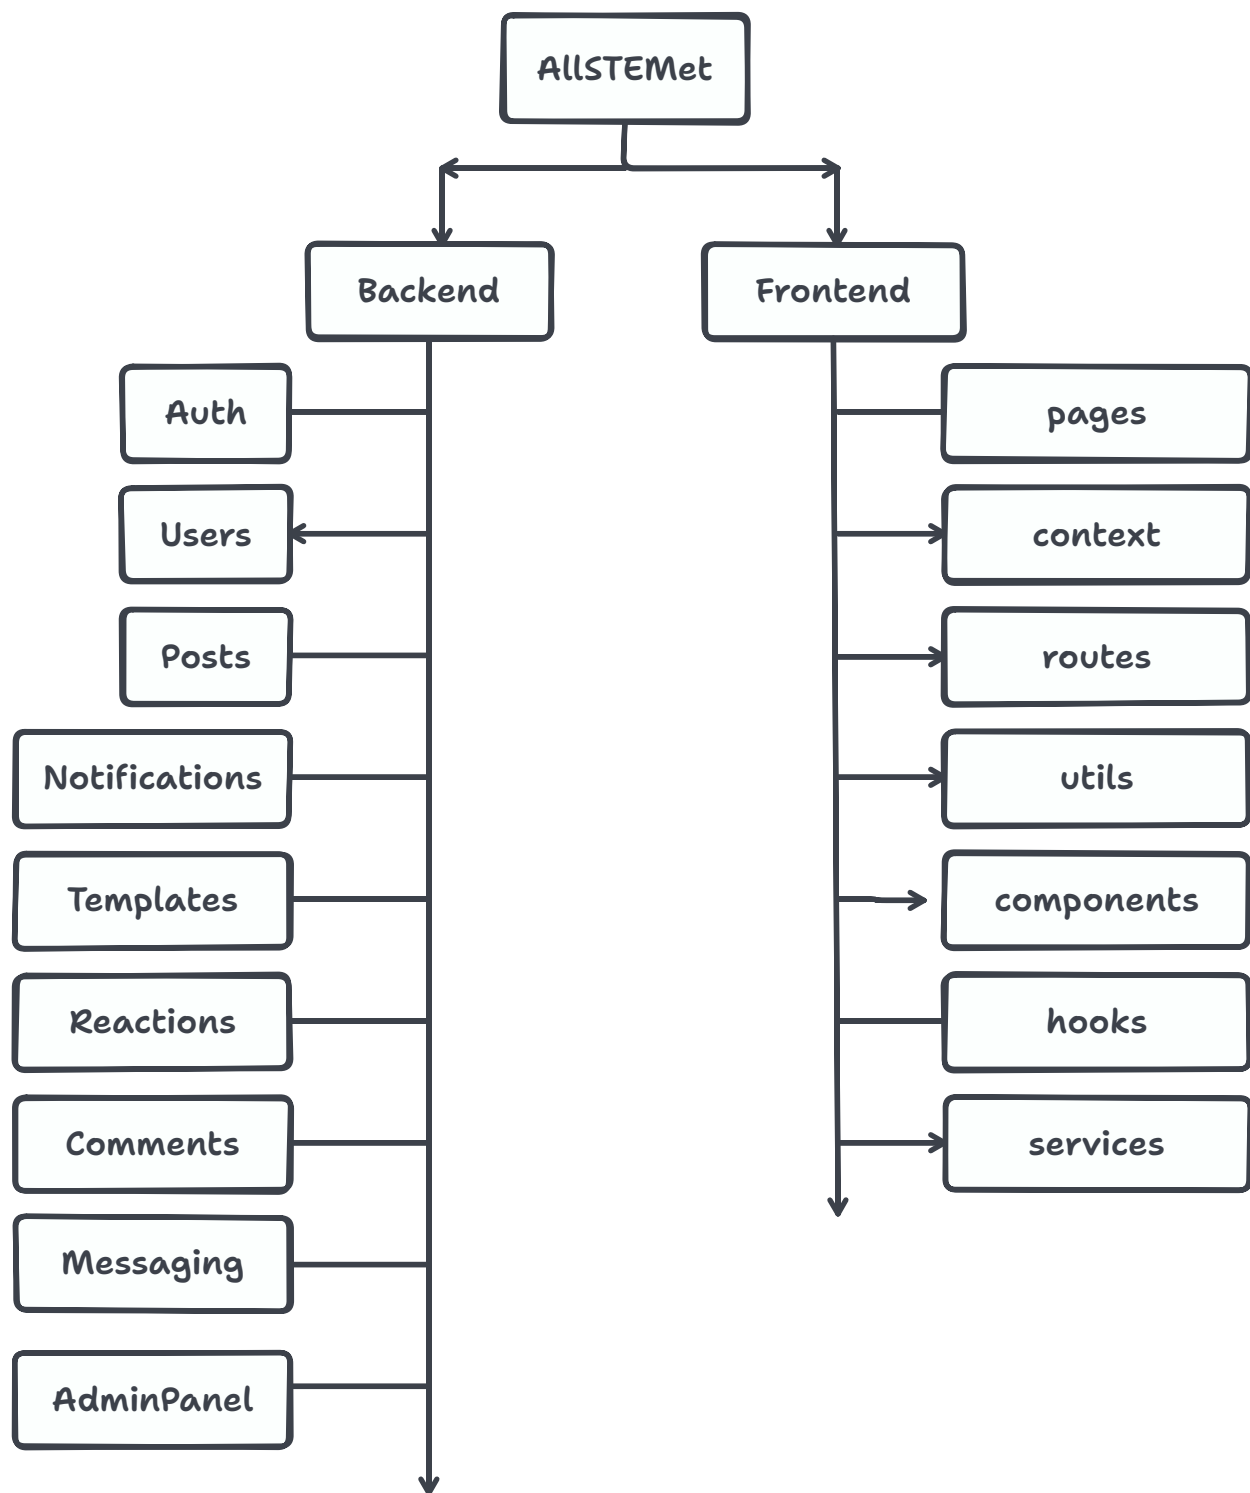 AllSTEMet
Backend
Frontend
Auth
Users
Posts
Notifications
Templates
Reactions
Comments
Messaging
AdminPanel
pages
context
routes
utils
components
hooks
services